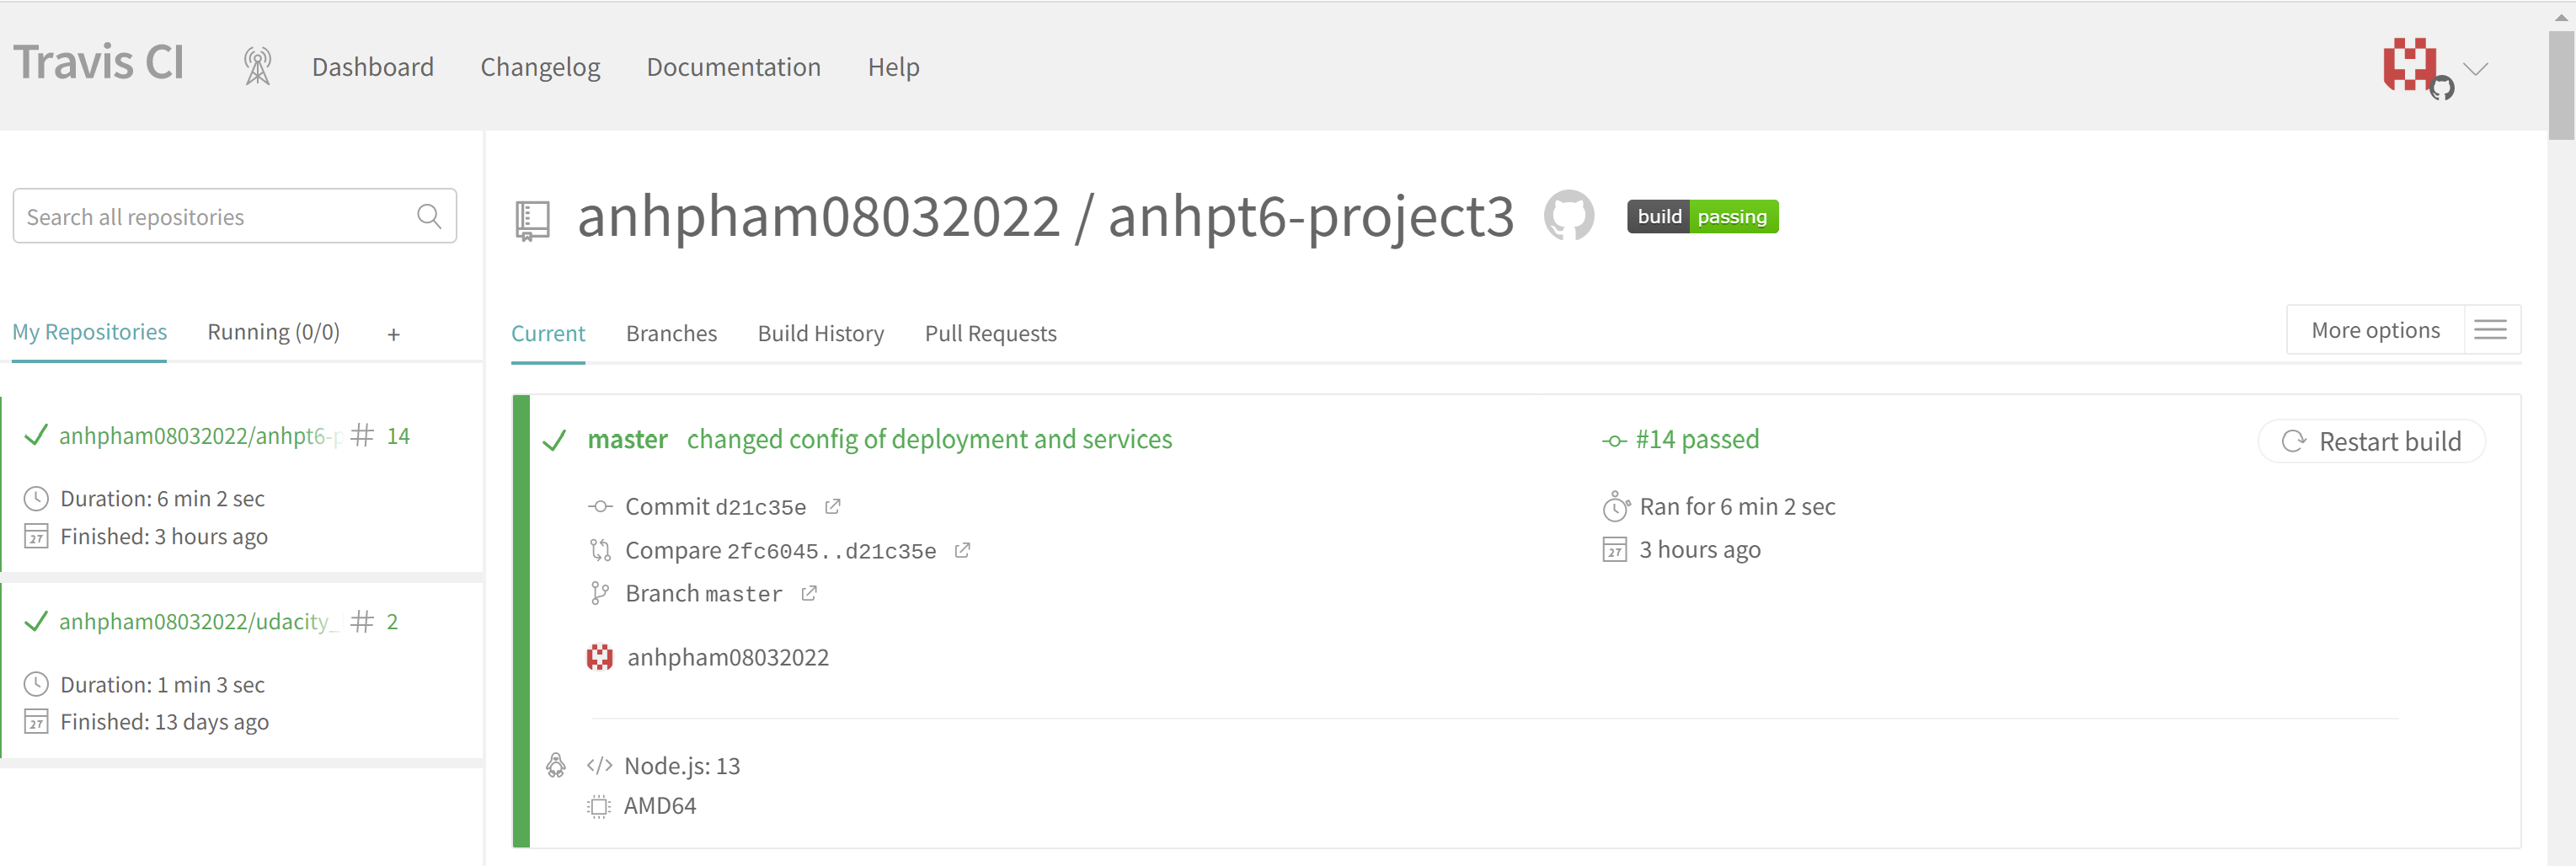 Travis CI Dashboard Changelog Documentation Help
Search all repositories
My Repositories Running (0/0) +
anhpham08032022/anhpt6-p # 14
Duration: 6 min 2 sec
27 Finished: 3 hours ago
anhpham08032022/udacity_ # 2
Duration: 1 min 3 sec
27 Finished: 13 days ago
anhpham08032022 / anhpt6-project3 build passing
Current Branches Build History Pull Requests More options
master changed config of deployment and services
Commit d21c35e
Compare 2fc6045..d21c35e
Branch master
anhpham08032022
#14 passed
Ran for 6 min 2 sec
27 3 hours ago
Restart build
</> Node.js: 13
AMD64